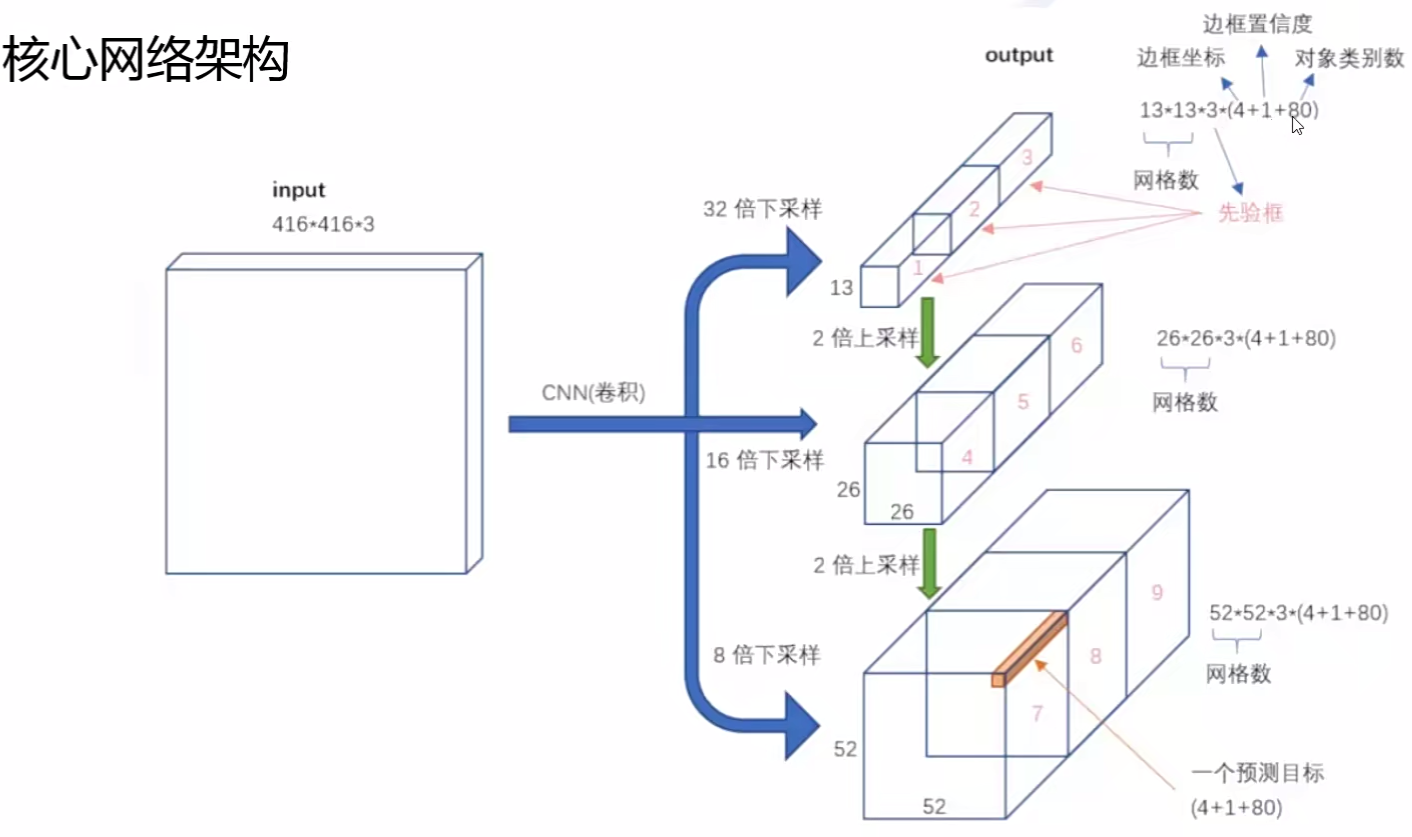 核心网络架构
input
416*416*3
CNN(卷积)
32 倍下采样
16 倍下采样
8 倍下采样
output
边框置信度
边框坐标
对象类别数
13*13*3*(4+1+80)
网格数
先验框
3
2
1
13
2 倍上采样
6
5
4
26
26
26*26*3*(4+1+80)
网格数
2 倍上采样
9
8
7
52
52
52*52*3*(4+1+80)
网格数
一个预测目标
(4+1+80)